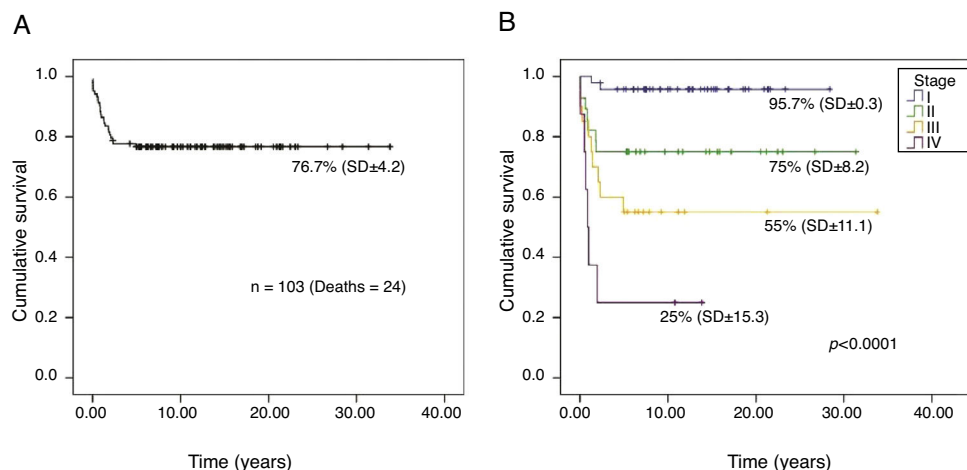 A
Cumulative survival
1.0
0.8
0.6
0.4
0.2
0.0
76.7% (SD±4.2)
n = 103 (Deaths = 24)
0.00 10.00 20.00 30.00 40.00
Time (years)
B
Cumulative survival
1.0
0.8
0.6
0.4
0.2
0.0
Stage
I
II
III
IV
95.7% (SD±0.3)
75% (SD±8.2)
55% (SD±11.1)
25% (SD±15.3)
p<0.0001
0.00 10.00 20.00 30.00 40.00
Time (years)